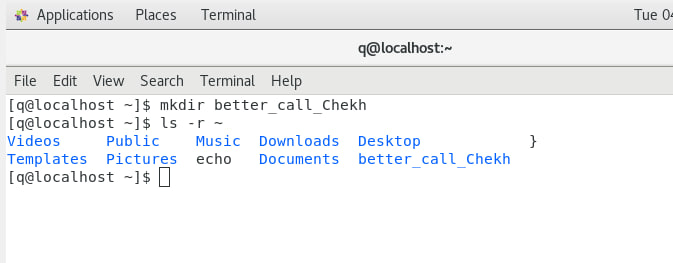 Applications Places Terminal Tue 04
q@localhost:~
File Edit View Search Terminal Help
[q@localhost ~]$ mkdir better_call_Chekh
[q@localhost ~]$ ls -r ~
Videos Public Music Downloads Desktop }
Templates Pictures echo Documents better_call_Chekh
[q@localhost ~]$